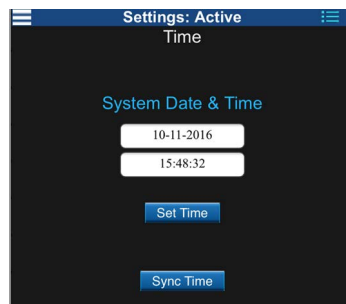 Settings: Active
Time
System Date & Time
10-11-2016
15:48:32
Set Time
Sync Time